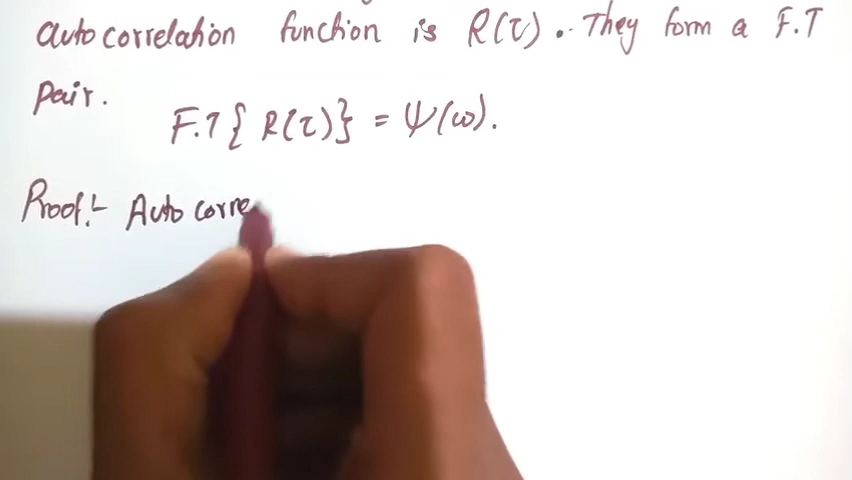 autocorrelation function is R(τ). They form a F.T
pair.
F.T{ R(τ)} = Ψ(ω).
Proof:- Auto corre